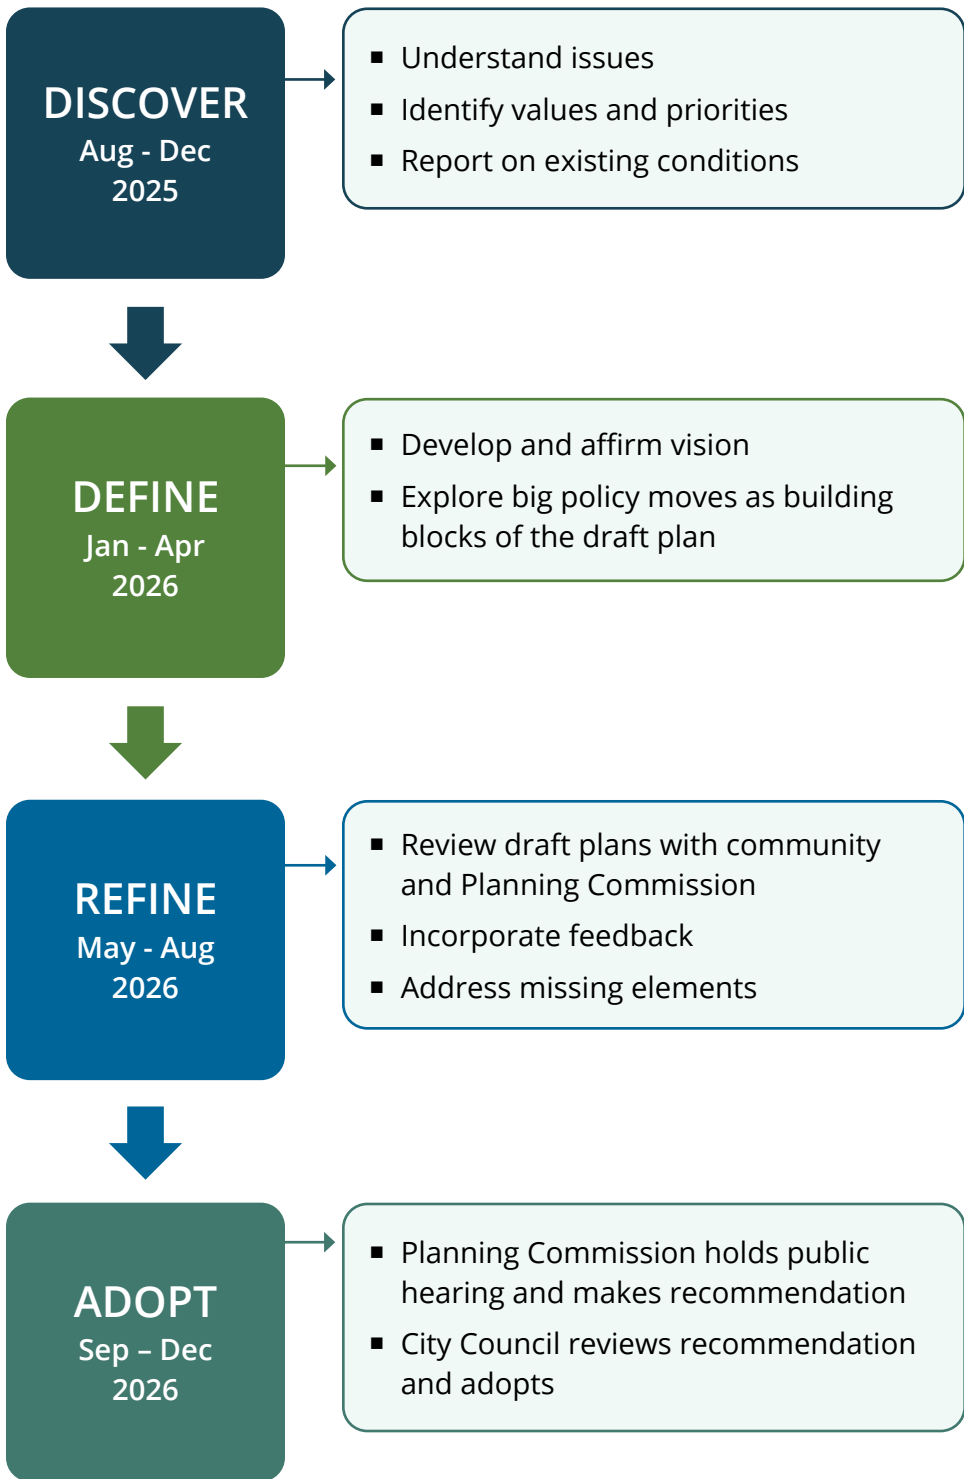 DISCOVER
Aug - Dec
2025
▪ Understand issues
▪ Identify values and priorities
▪ Report on existing conditions
DEFINE
Jan - Apr
2026
▪ Develop and affirm vision
▪ Explore big policy moves as building
blocks of the draft plan
REFINE
May - Aug
2026
▪ Review draft plans with community
and Planning Commission
▪ Incorporate feedback
▪ Address missing elements
ADOPT
Sep – Dec
2026
▪ Planning Commission holds public
hearing and makes recommendation
▪ City Council reviews recommendation
and adopts